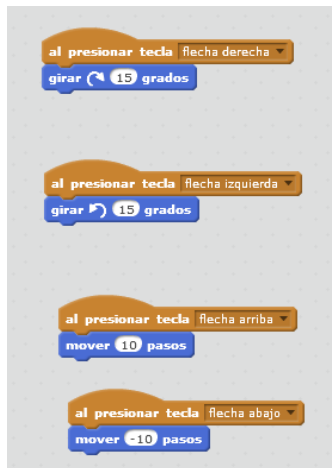 al presionar tecla flecha derecha
girar 15 grados
al presionar tecla flecha izquierda
girar 15 grados
al presionar tecla flecha arriba
mover 10 pasos
al presionar tecla flecha abajo
mover -10 pasos